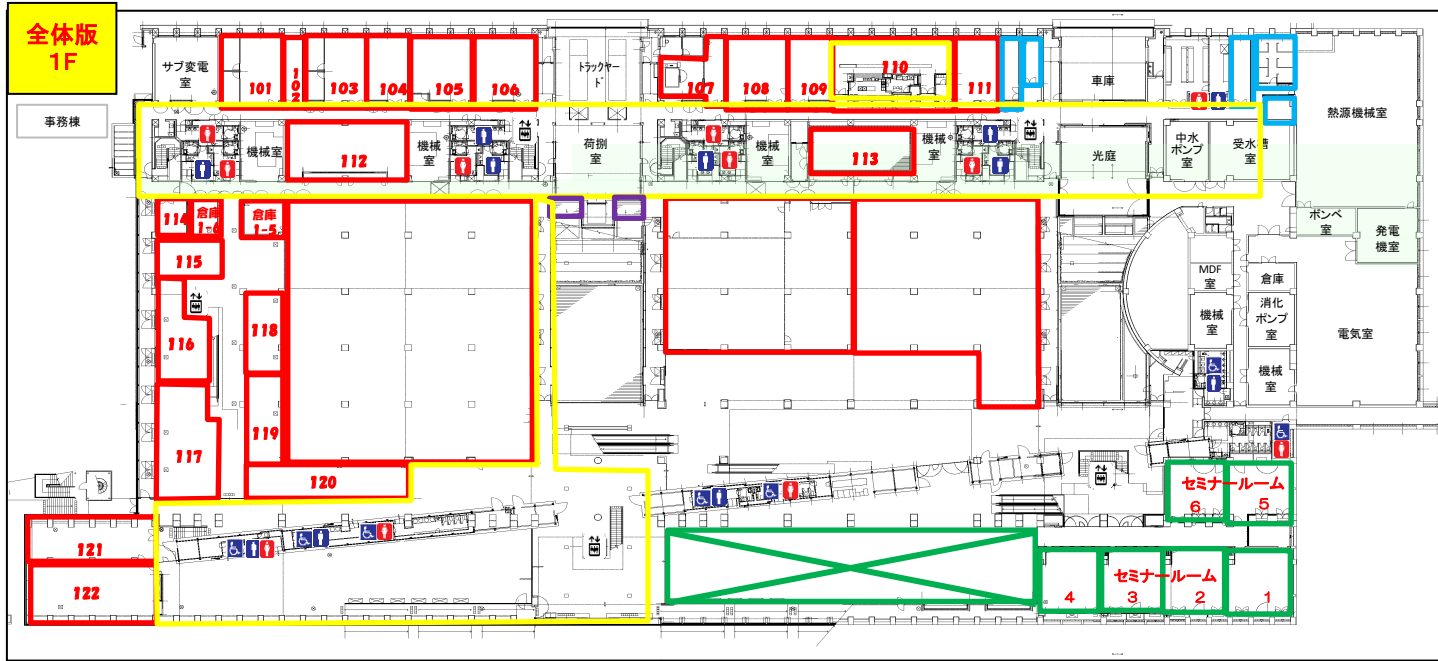 全体版
1F
事務棟
サブ変電
室
101
102
103
104
105
106
トラックヤー
ド
107
108
109
110
111
車庫
熱源機械室
機械
室
112
機械
室
荷捌
室
機械
室
113
機械
室
光庭
中水
ポンプ
室
受水槽
室
114
倉庫
1-6
倉庫
1-5
115
116
117
118
119
120
121
122
ボンベ
室
発電
機室
MDF
室
倉庫
機械
室
消化
ポンプ
室
機械
室
電気室
セミナールーム
6
5
セミナールーム
4
3
2
1